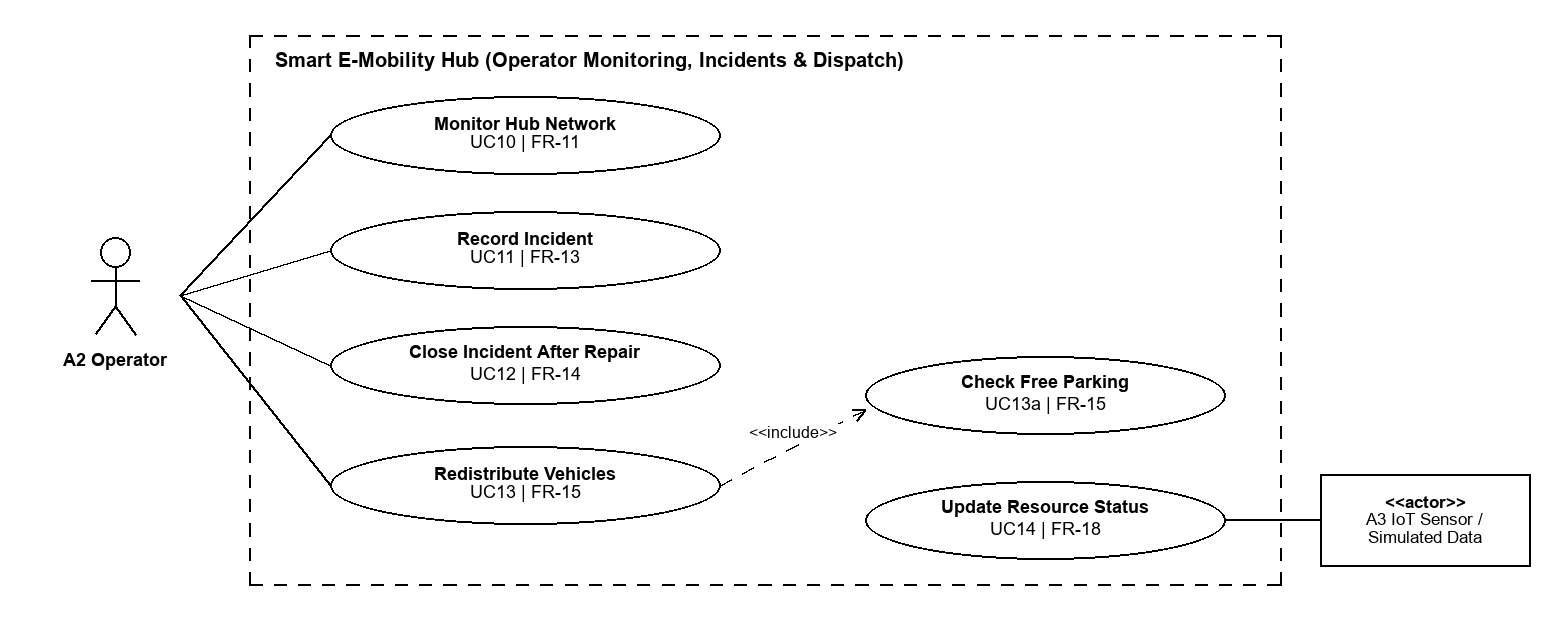 Smart E-Mobility Hub (Operator Monitoring, Incidents & Dispatch)
Monitor Hub Network
UC10 | FR-11
Record Incident
UC11 | FR-13
A2 Operator
Close Incident After Repair
UC12 | FR-14
Check Free Parking
UC13a | FR-15
<<include>>
Redistribute Vehicles
UC13 | FR-15
Update Resource Status
UC14 | FR-18
<<actor>>
A3 IoT Sensor /
Simulated Data